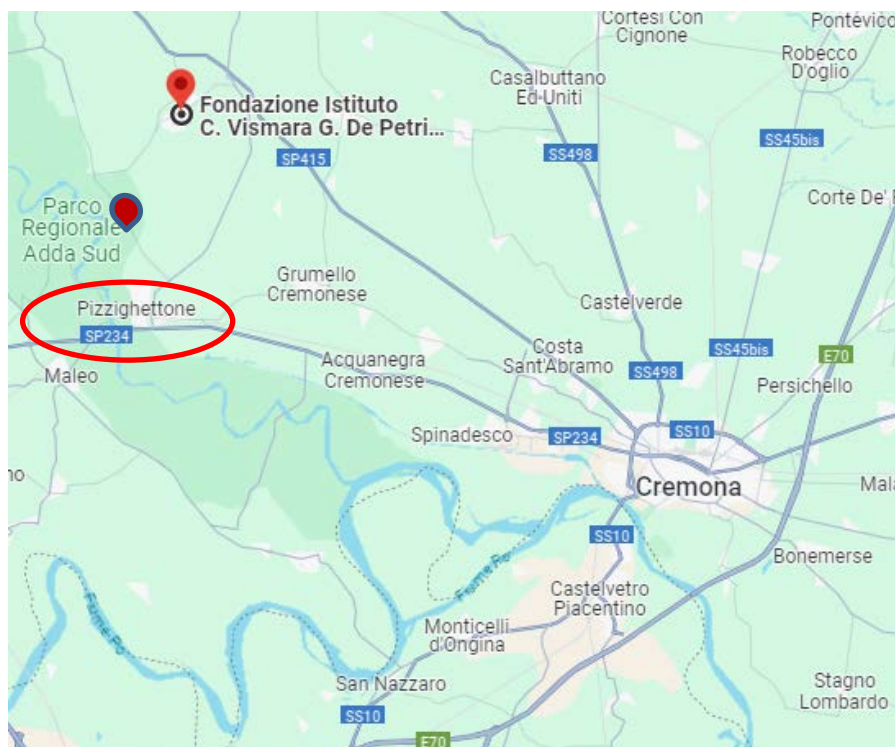 Cortesi Con
Cignone
Pontevico
Robecco
D'oglio
Casalbuttano
Ed Uniti
Fondazione Istituto
C. Vismara G. De Petri...
SP415
SS498
SS45bis
Parco
Regionale
Adda Sud
Corte De'
Grumello
Cremonese
Pizzighettone
SP234
Castelverde
Maleo
Acquanegra
Cremonese
Costa
Sant'Abramo
SS45bis
E70
SS498
Persichello
Spinadesco
SP234
SS10
Cremona
Mala
no
SS10
Bonemerse
Fiume Po
Castelvetro
Piacentino
Fiume Po
Monticelli
d'Ongina
San Nazzaro
SS10
E70
Stagno
Lombardo